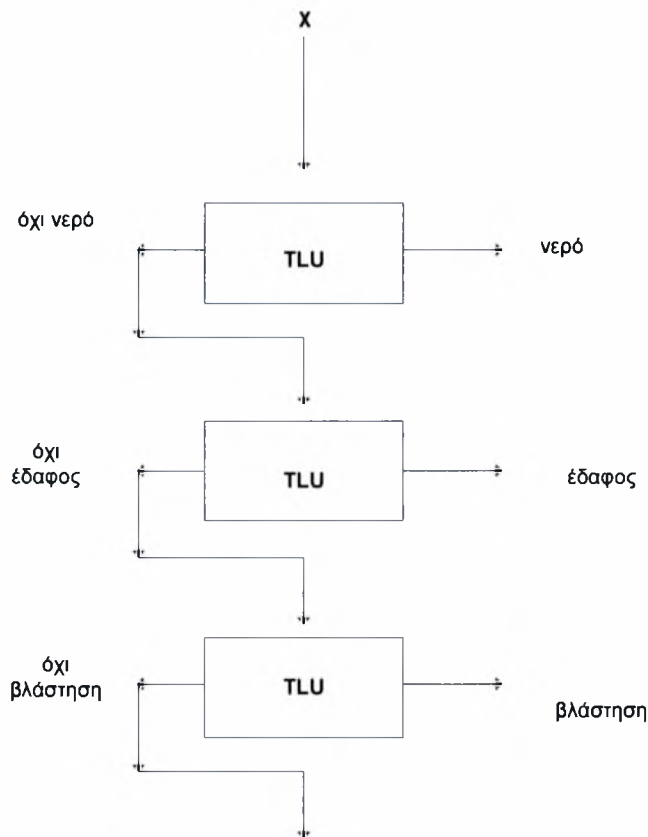 X
όχι νερό
TLU
νερό
όχι
έδαφος
TLU
έδαφος
όχι
βλάστηση
TLU
βλάστηση